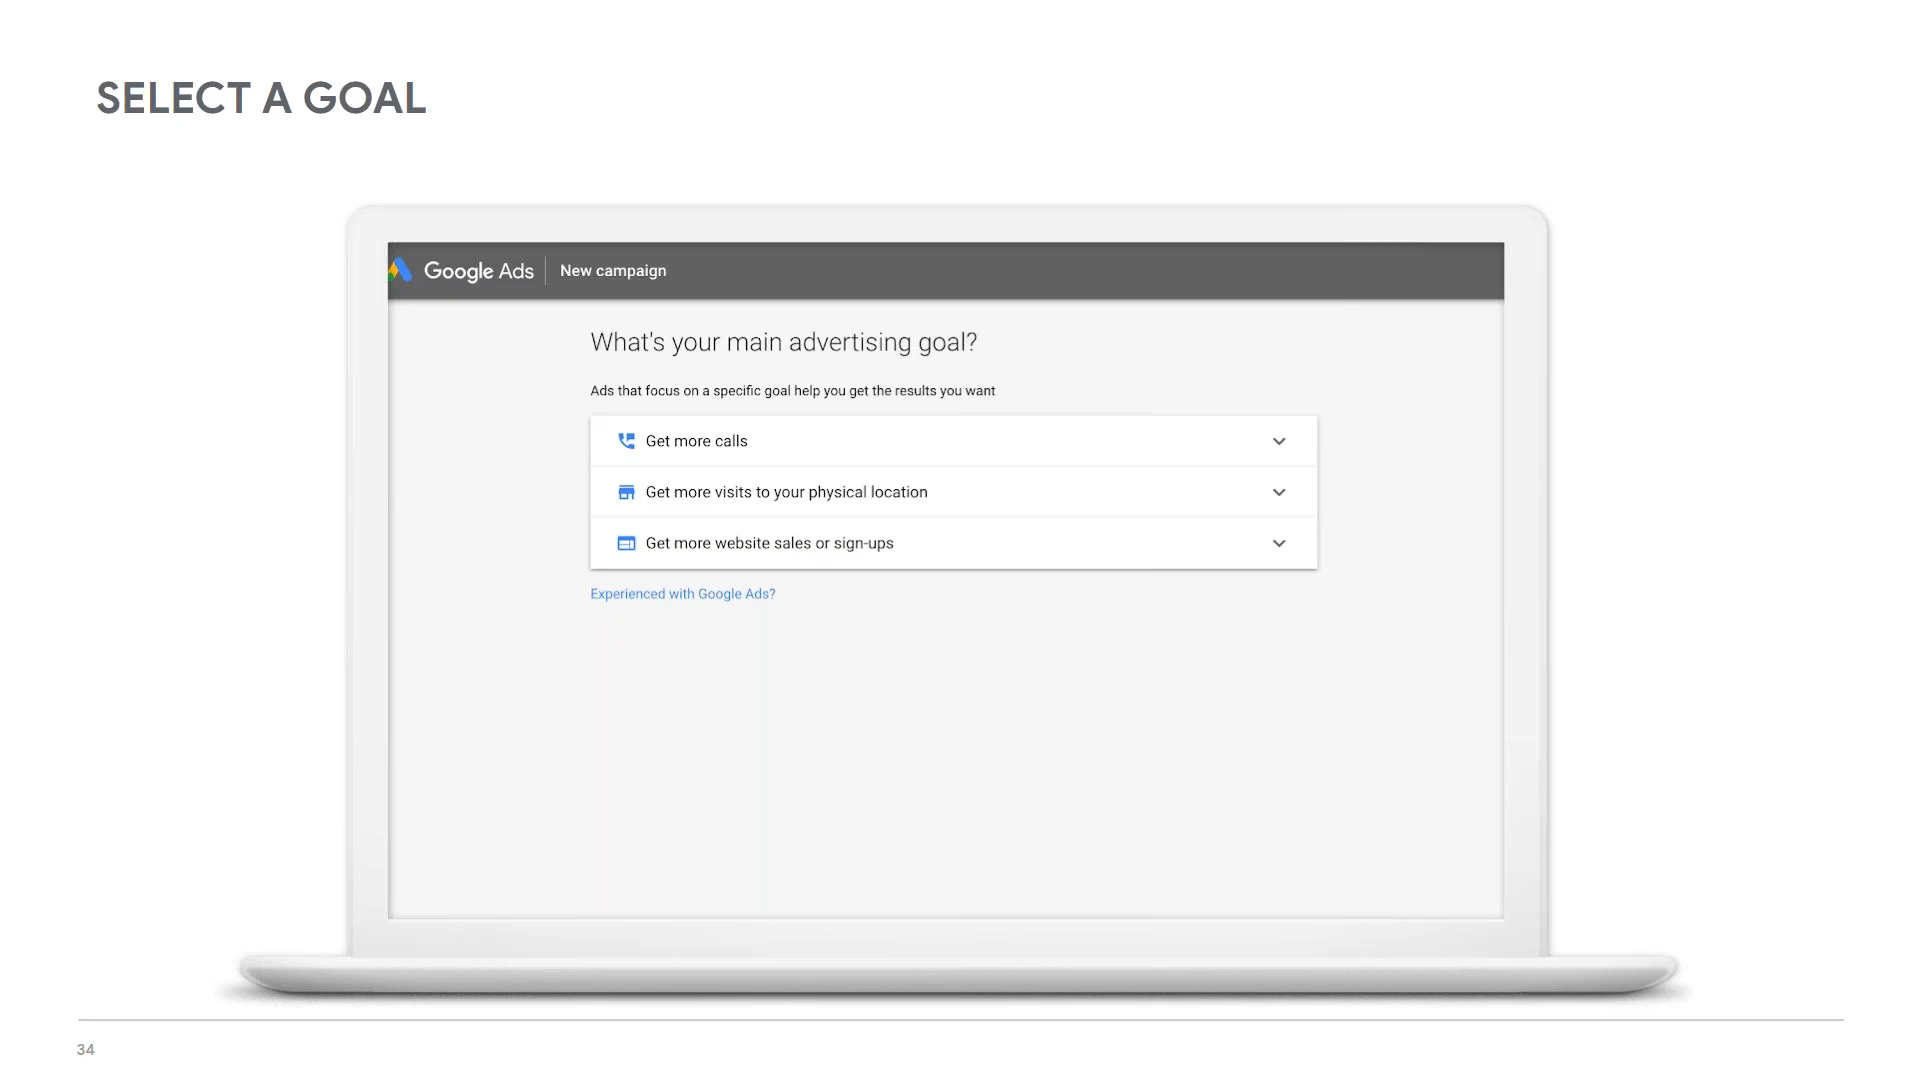 SELECT A GOAL
Google Ads
New campaign
What's your main advertising goal?
Ads that focus on a specific goal help you get the results you want
Get more calls
Get more visits to your physical location
Get more website sales or sign-ups
Experienced with Google Ads?
34